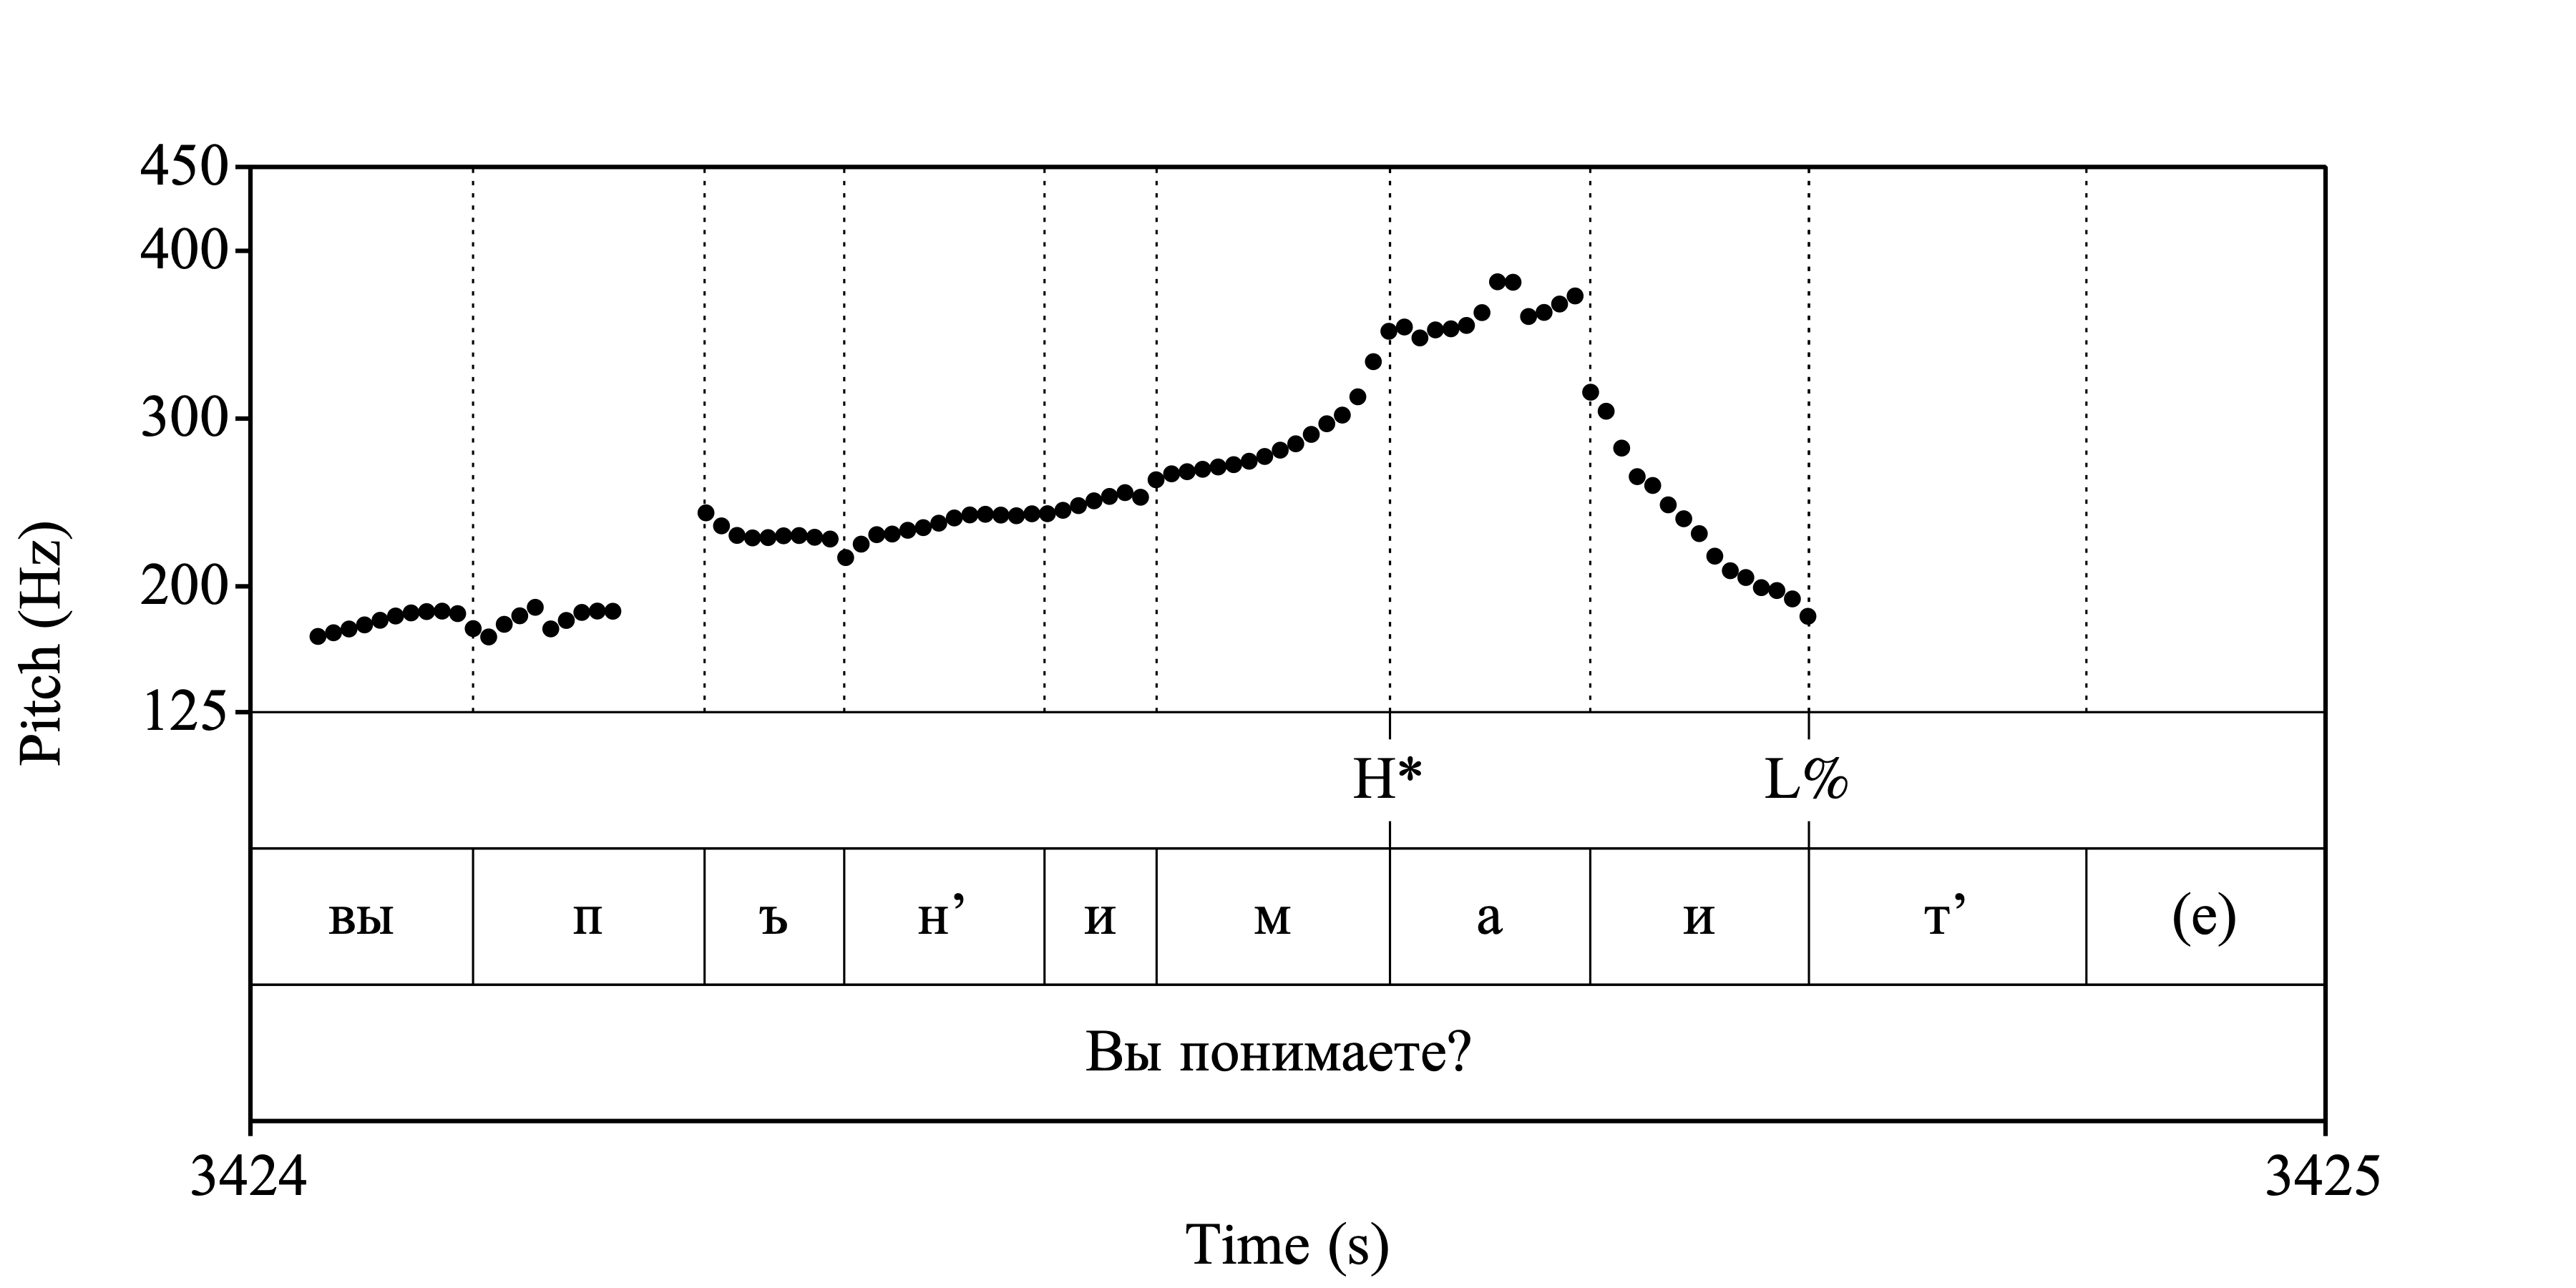 450
400
300
200
125
Pitch (Hz)
H* L%
вы п ъ н’ и м а и т’ (е)
Вы понимаете?
3424 3425
Time (s)